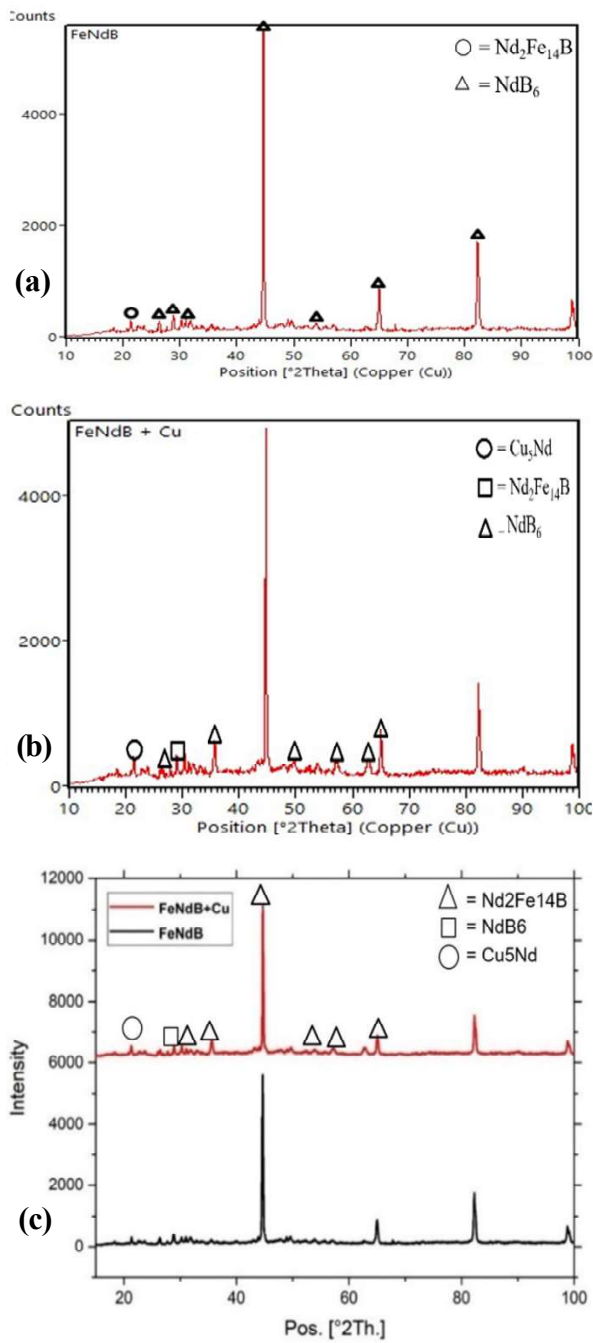 Counts
FeNdB
○ = Nd₂Fe₁₄B
△ = NdB₆
4000
2000
0
(a)
10 20 30 40 50 60 70 80 90 100
Position [°2Theta] (Copper (Cu))
Counts
FeNdB + Cu
○ = Cu₅Nd
□ = Nd₂Fe₁₄B
△ - NdB₆
4000
2000
0
(b)
10 20 30 40 50 60 70 80 90 100
Position [°2Theta] (Copper (Cu))
12000
10000
8000
6000
4000
2000
0
Intensity
FeNdB+Cu
FeNdB
△ = Nd2Fe14B
□ = NdB6
○ = Cu5Nd
(c)
20 40 60 80 100
Pos. [°2Th.]